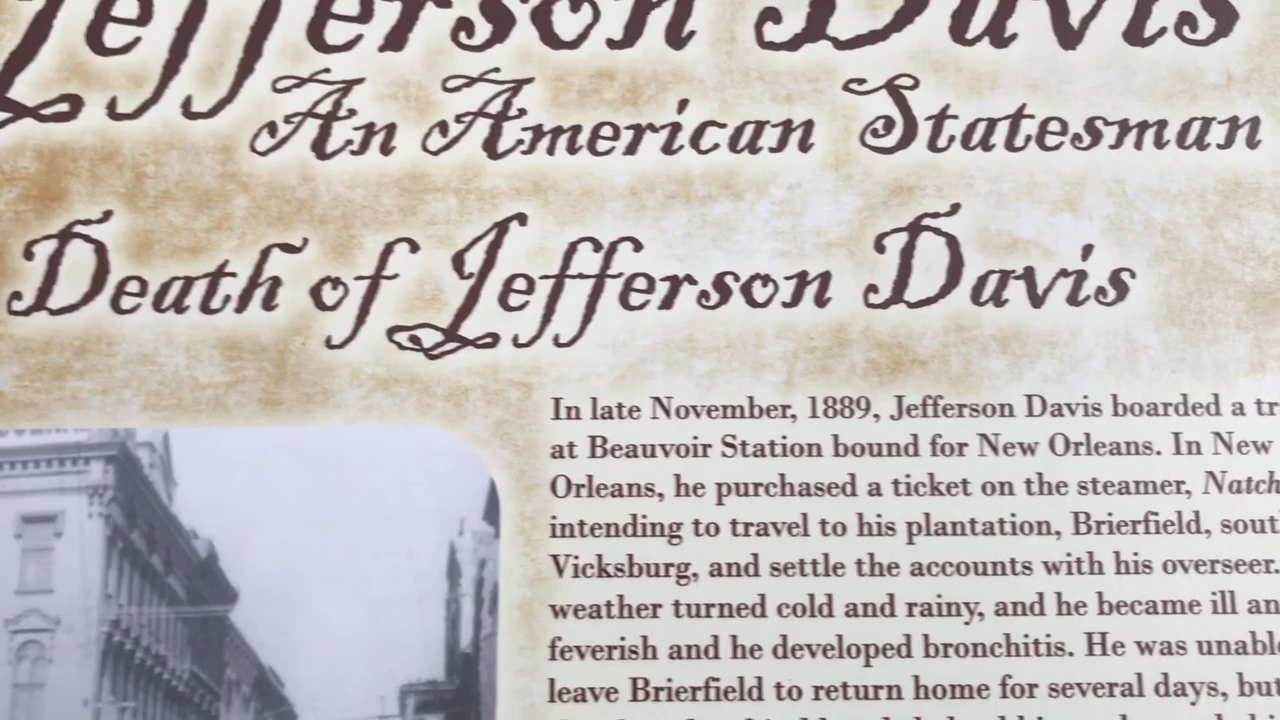 Jefferson Davis
An American Statesman
Death of Jefferson Davis
In late November, 1889, Jefferson Davis boarded a
at Beauvoir Station bound for New Orleans. In New
Orleans, he purchased a ticket on the steamer,
intending to travel to his plantation, Brierfield,
Vicksburg, and settle the accounts with his overseer.
weather turned cold and rainy, and he became ill
feverish and he developed bronchitis. He was
leave Brierfield to return home for several days, but